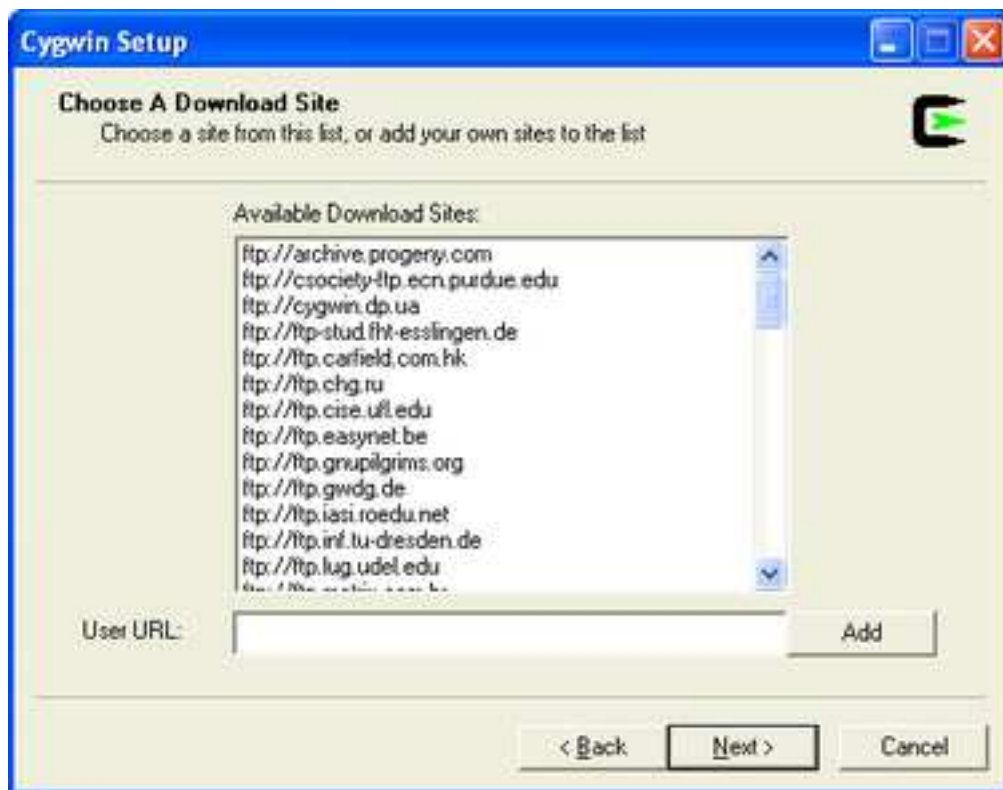 Cygwin Setup
Choose A Download Site
Choose a site from this list, or add your own sites to the list
Available Download Sites:
ftp://archive.progeny.com
ftp://csociety-ftp.ecn.purdue.edu
ftp://cygwin.dp.ua
ftp://ftp-stud.fht-esslingen.de
ftp://ftp.carfield.com.hk
ftp://ftp.chg.ru
ftp://ftp.cise.ufl.edu
ftp://ftp.easynet.be
ftp://ftp.gnupilgrims.org
ftp://ftp.gwdg.de
ftp://ftp.iasi.roedu.net
ftp://ftp.inf.tu-dresden.de
ftp://ftp.lug.udel.edu
User URL:
Add
< Back
Next >
Cancel